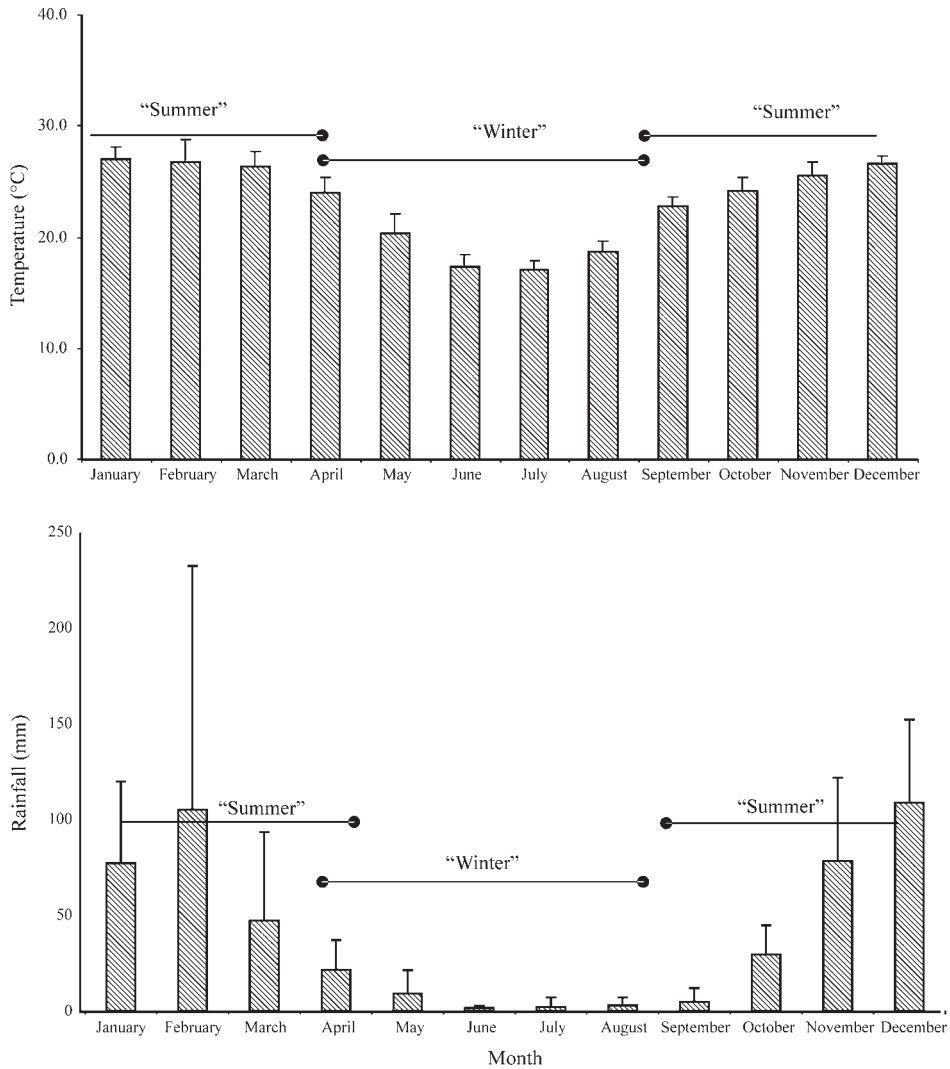 40.0
“Summer”
“Summer”
30.0
“Winter”
20.0
10.0
0.0
Temperature (°C)
January February March April May June July August September October November December
250
200
150
100
50
0
Rainfall (mm)
“Summer”
“Summer”
“Winter”
January February March April May June July August September October November December
Month